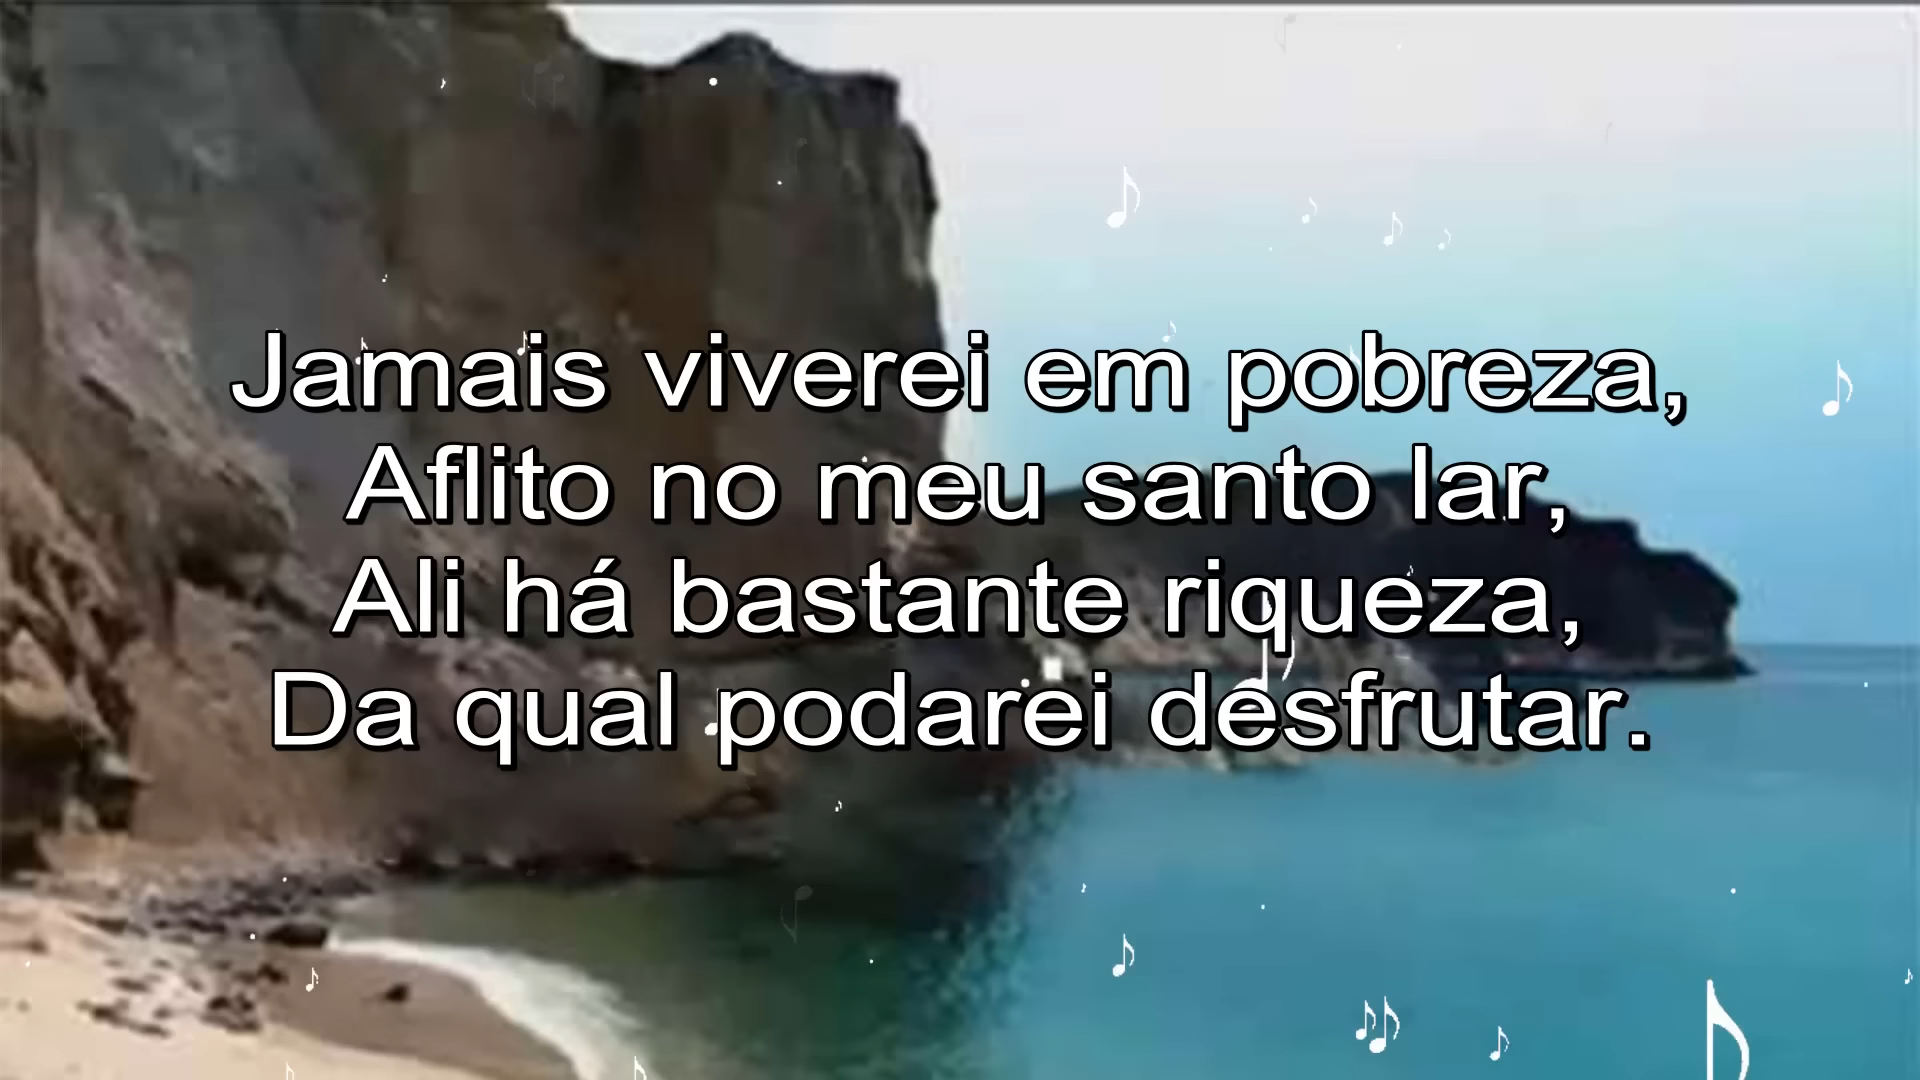 Jamais viverei em pobreza,
Aflito no meu santo lar,
Ali há bastante riqueza,
Da qual podarei desfrutar.